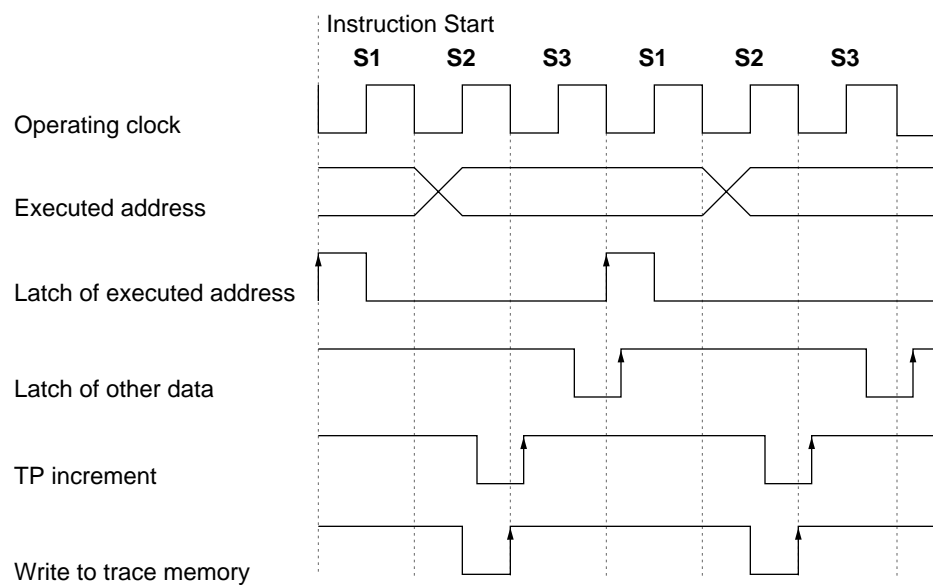 Instruction Start
S1 S2 S3 S1 S2 S3
Operating clock
Executed address
Latch of executed address
Latch of other data
TP increment
Write to trace memory